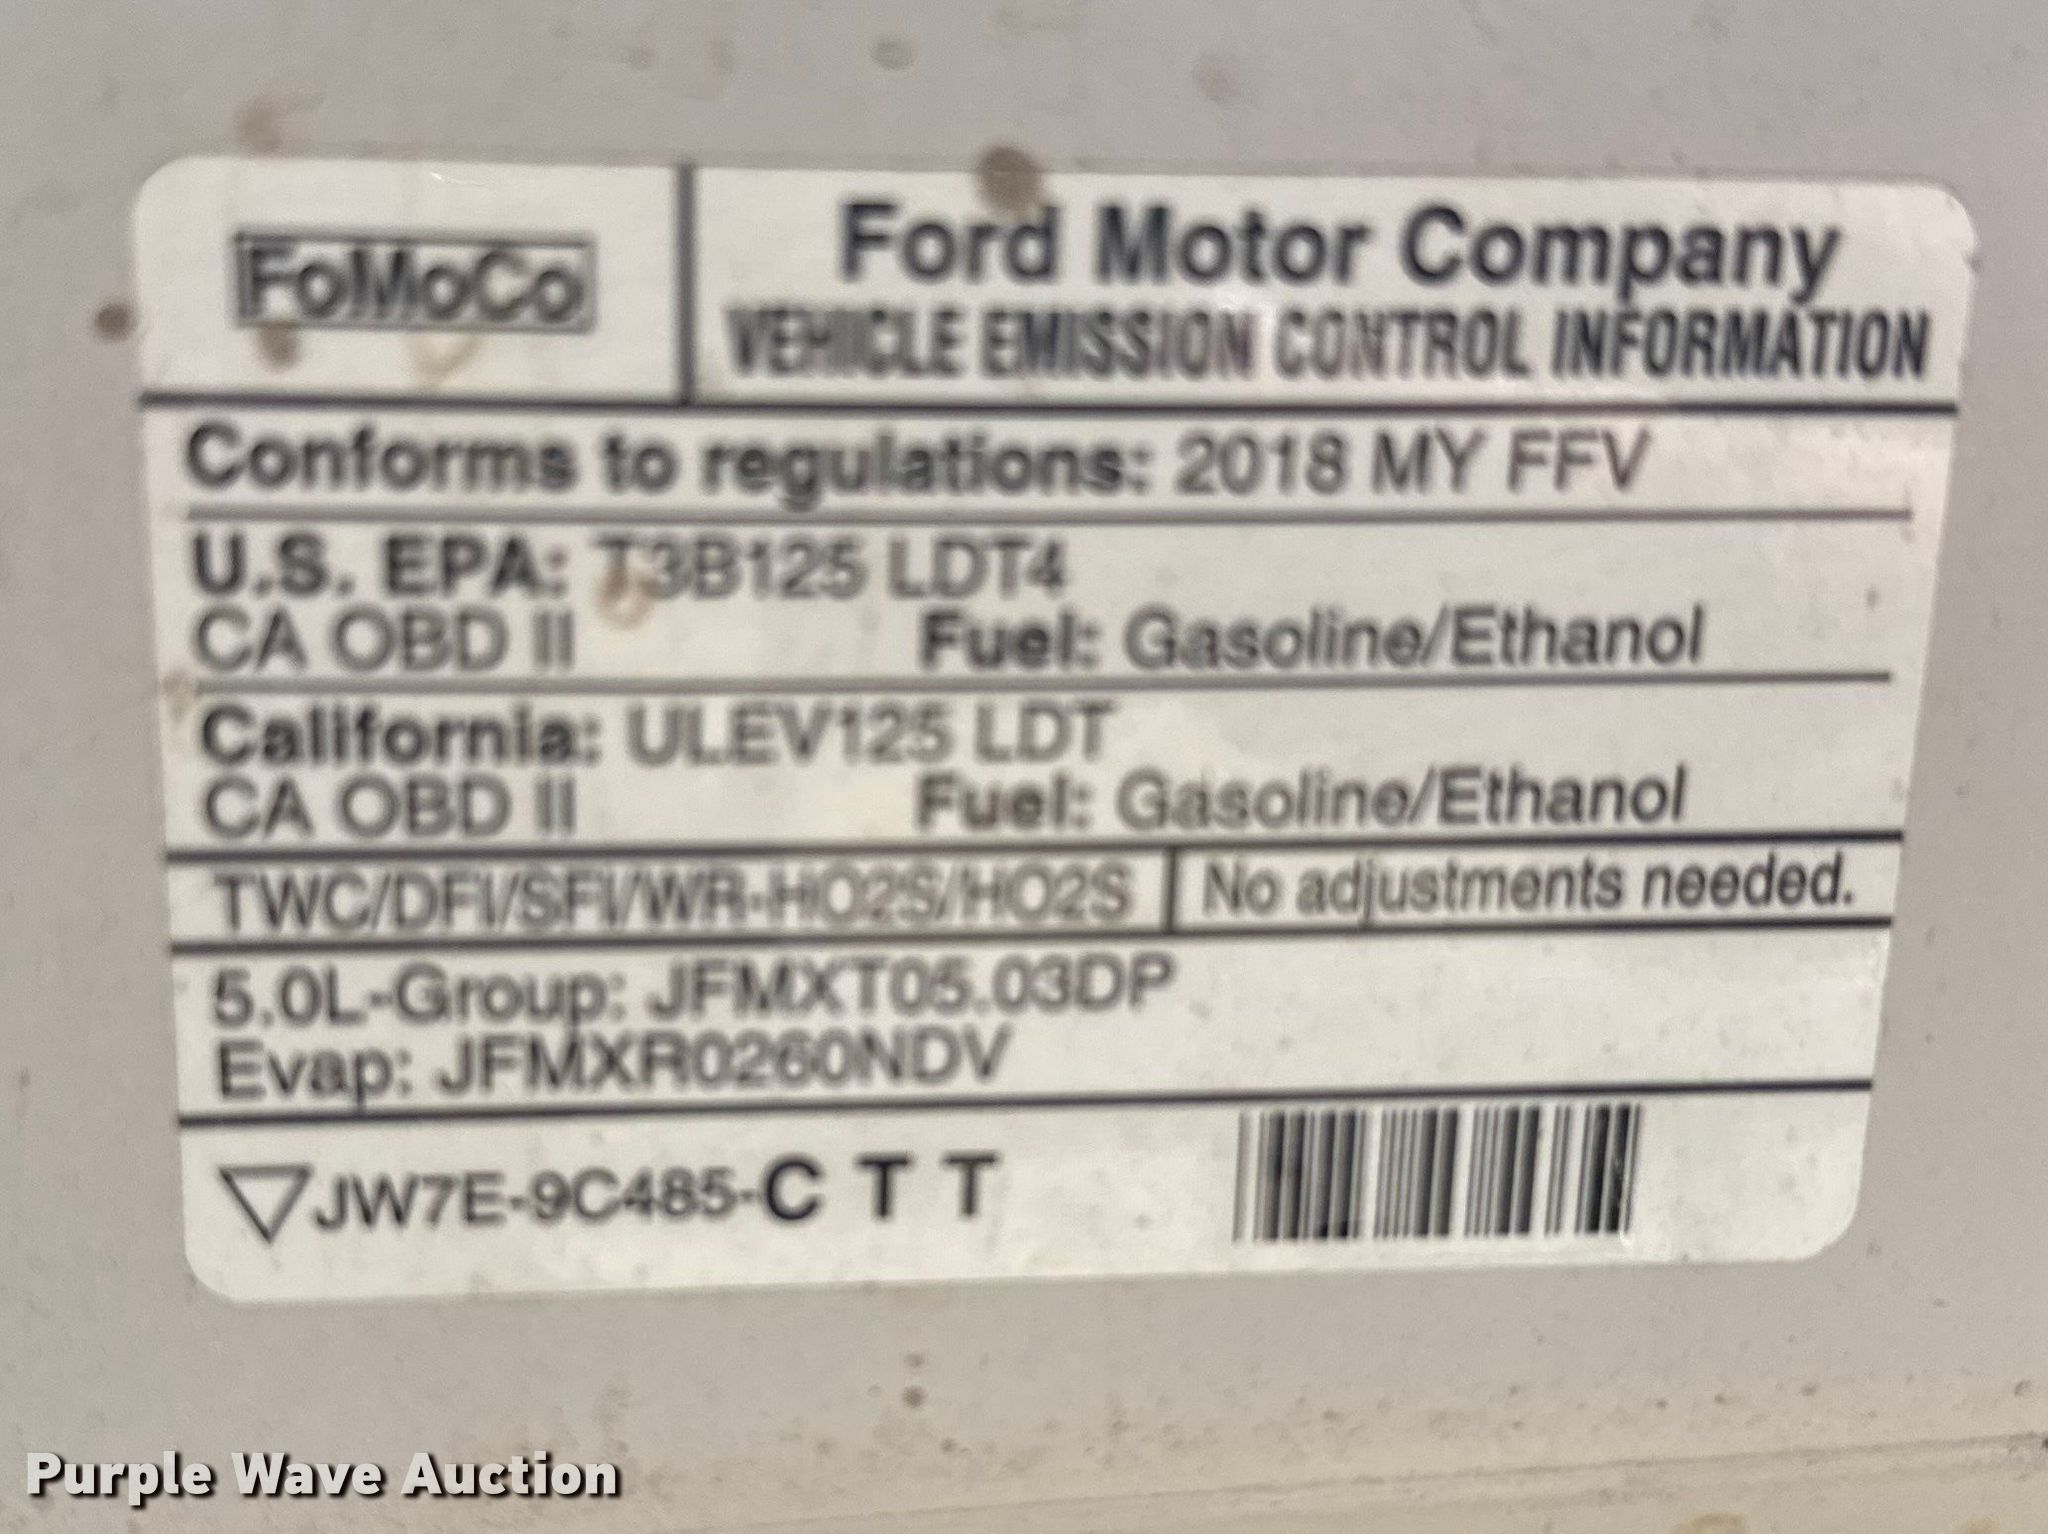 FoMoCo
Ford Motor Company
VEHICLE EMISSION CONTROL INFORMATION
Conforms to regulations: 2018 MY FFV
U.S. EPA: T3B125 LDT4
CA OBD II Fuel: Gasoline/Ethanol
California: ULEV125 LDT
CA OBD II Fuel: Gasoline/Ethanol
TWC/DFI/SFI/WR-HO2S/HO2S No adjustments needed.
5.0L-Group: JFMXT05.03DP
Evap: JFMXR0260NDV
JW7E-9C485-C T T
Purple Wave Auction